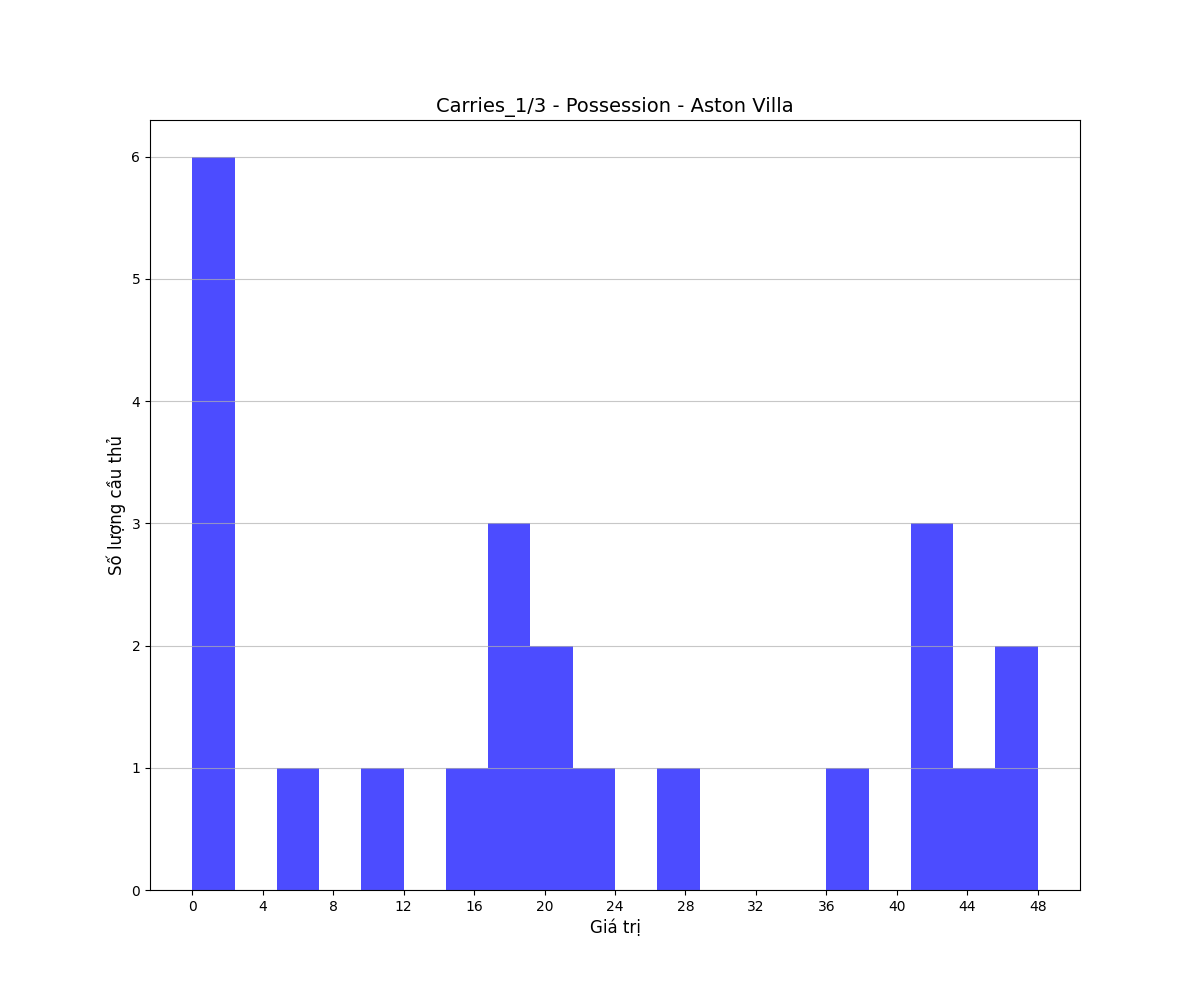 Carries_1/3 - Possession - Aston Villa
Số lượng cầu thủ
6
5
4
3
2
1
0
0 4 8 12 16 20 24 28 32 36 40 44 48
Giá trị